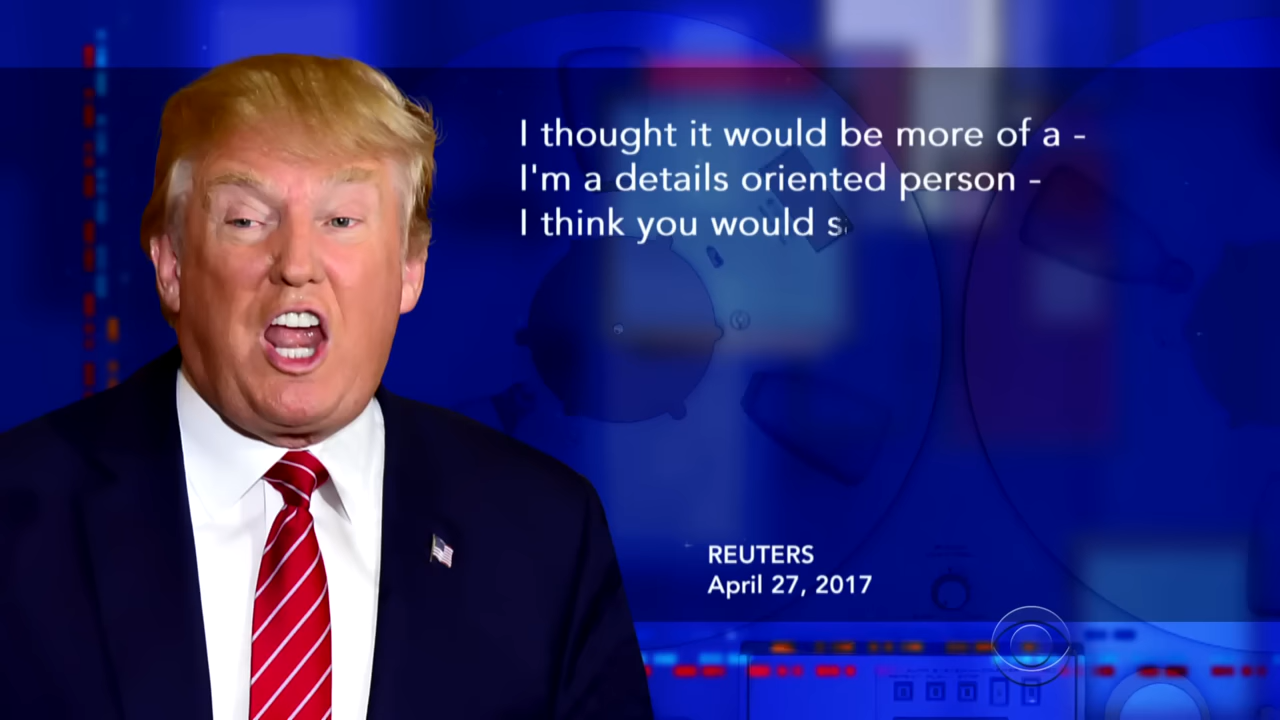 I thought it would be more of a -
I'm a details oriented person -
I think you would s
REUTERS
April 27, 2017